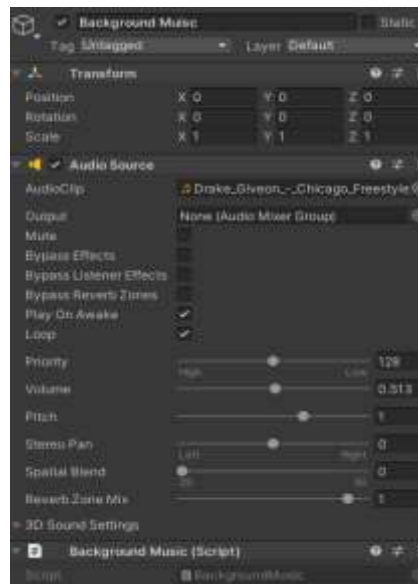 Background Muisc Static
Tag Untagged Layer Default
Transform
Position X 0 Y 0 Z 0
Rotation X 0 Y 0 Z 0
Scale X 1 Y 1 Z 1
Audio Source
AudioClip Drake_Giveon_-_Chicago_Freestyle
Output None (Audio Mixer Group)
Mute
Bypass Effects
Bypass Listener Effects
Bypass Reverb Zones
Play On Awake
Loop
Priority 128
High Low
Volume 0.313
Pitch 1
Stereo Pan 0
Left Right
Spatial Blend 0
2D 3D
Reverb Zone Mix 1
3D Sound Settings
Background Music (Script)
Script BackgroundMusic